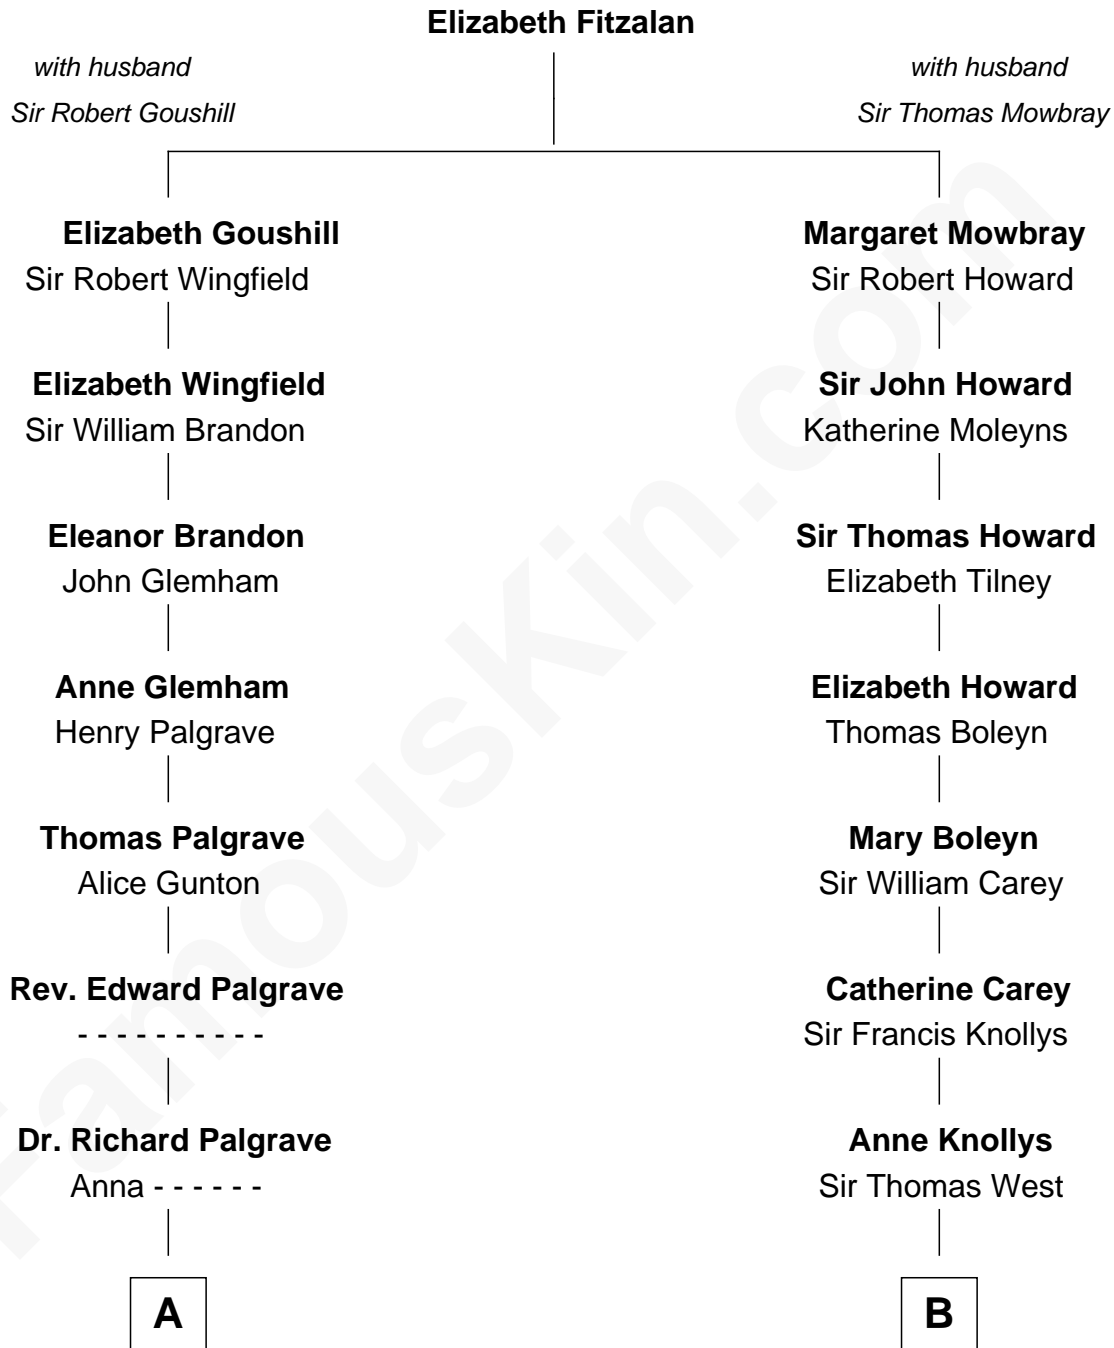 Elizabeth Fitzalan
with husband
Sir Robert Goushill
with husband
Sir Thomas Mowbray
Elizabeth Goushill
Sir Robert Wingfield
Margaret Mowbray
Sir Robert Howard
Elizabeth Wingfield
Sir William Brandon
Sir John Howard
Katherine Moleyns
Eleanor Brandon
John Glemham
Sir Thomas Howard
Elizabeth Tilney
Anne Glemham
Henry Palgrave
Elizabeth Howard
Thomas Boleyn
Thomas Palgrave
Alice Gunton
Mary Boleyn
Sir William Carey
Rev. Edward Palgrave
- - - - - - - - - -
Catherine Carey
Sir Francis Knollys
Dr. Richard Palgrave
Anna - - - - - -
Anne Knollys
Sir Thomas West
A
B
FamousKin.com